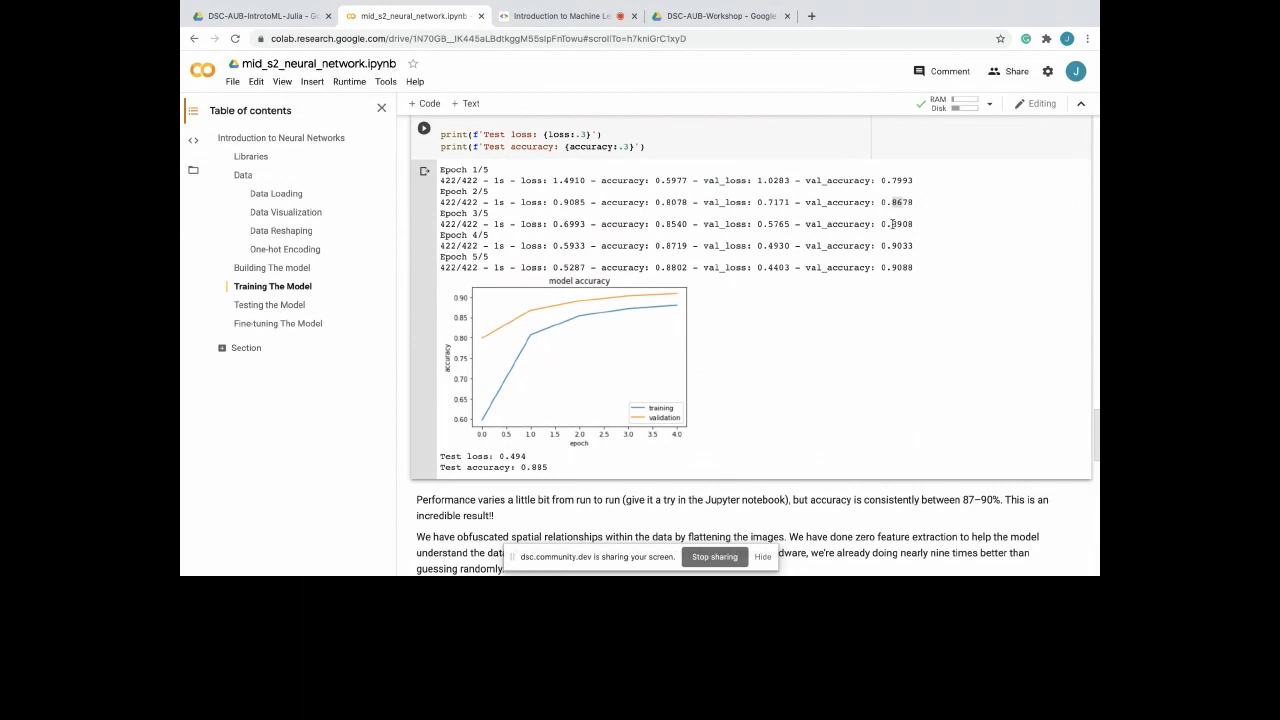 DSC-AUB-IntrotoML-Julia - G
mid_s2_neural_network.ipynb
Introduction to Machine Le
DSC-AUB-Workshop - Google
colab.research.google.com/drive/1N70GB__IK445aLBdtkggM55slpFnTowu#scrollTo=h7kniGrC1xyD
mid_s2_neural_network.ipynb
File Edit View Insert Runtime Tools Help
Comment Share J
Table of contents
+ Code + Text
RAM
Disk
Editing
Introduction to Neural Networks
Libraries
Data
Data Loading
Data Visualization
Data Reshaping
One-hot Encoding
Building The model
Training The Model
Testing the Model
Fine-tuning The Model
Section
print(f'Test loss: {loss:.3}')
print(f'Test accuracy: {accuracy:.3}')
Epoch 1/5
422/422 - 1s - loss: 1.4910 - accuracy: 0.5977 - val_loss: 1.0283 - val_accuracy: 0.7993
Epoch 2/5
422/422 - 1s - loss: 0.9085 - accuracy: 0.8078 - val_loss: 0.7171 - val_accuracy: 0.8678
Epoch 3/5
422/422 - 1s - loss: 0.6993 - accuracy: 0.8540 - val_loss: 0.5765 - val_accuracy: 0.8908
Epoch 4/5
422/422 - 1s - loss: 0.5933 - accuracy: 0.8719 - val_loss: 0.4930 - val_accuracy: 0.9033
Epoch 5/5
422/422 - 1s - loss: 0.5287 - accuracy: 0.8802 - val_loss: 0.4403 - val_accuracy: 0.9088
model accuracy
0.90
0.85
0.80
0.75
0.70
0.65
0.60
accuracy
training
validation
0.0 0.5 1.0 1.5 2.0 2.5 3.0 3.5 4.0
epoch
Test loss: 0.494
Test accuracy: 0.885
Performance varies a little bit from run to run (give it a try in the Jupyter notebook), but accuracy is consistently between 87–90%. This is an
incredible result!!
We have obfuscated spatial relationships within the data by flattening the images. We have done zero feature extraction to help the model
understand the dat dware, we're already doing nearly nine times better than
guessing randomly
dsc.community.dev is sharing your screen. Stop sharing Hide